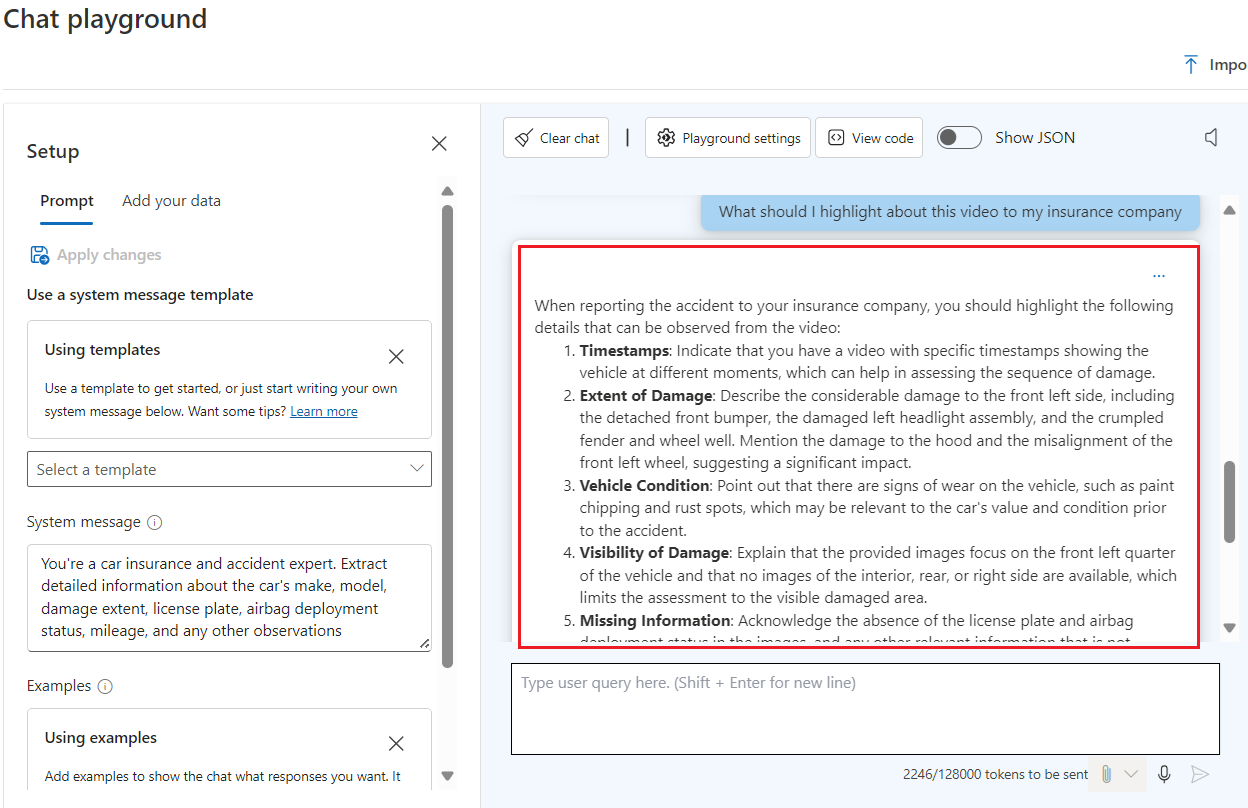 Chat playground
Impo
Setup
Prompt
Add your data
Apply changes
Use a system message template
Using templates
Use a template to get started, or just start writing your own
system message below. Want some tips? Learn more
Select a template
System message
You're a car insurance and accident expert. Extract
detailed information about the car's make, model,
damage extent, license plate, airbag deployment
status, mileage, and any other observations
Examples
Using examples
Add examples to show the chat what responses you want. It
Clear chat
Playground settings
View code
Show JSON
What should I highlight about this video to my insurance company
...
When reporting the accident to your insurance company, you should highlight the following
details that can be observed from the video:
1. Timestamps: Indicate that you have a video with specific timestamps showing the
vehicle at different moments, which can help in assessing the sequence of damage.
2. Extent of Damage: Describe the considerable damage to the front left side, including
the detached front bumper, the damaged left headlight assembly, and the crumpled
fender and wheel well. Mention the damage to the hood and the misalignment of the
front left wheel, suggesting a significant impact.
3. Vehicle Condition: Point out that there are signs of wear on the vehicle, such as paint
chipping and rust spots, which may be relevant to the car's value and condition prior
to the accident.
4. Visibility of Damage: Explain that the provided images focus on the front left quarter
of the vehicle and that no images of the interior, rear, or right side are available, which
limits the assessment to the visible damaged area.
5. Missing Information: Acknowledge the absence of the license plate and airbag
deployment status in the images, and any other relevant information that is not
Type user query here. (Shift + Enter for new line)
2246/128000 tokens to be sent